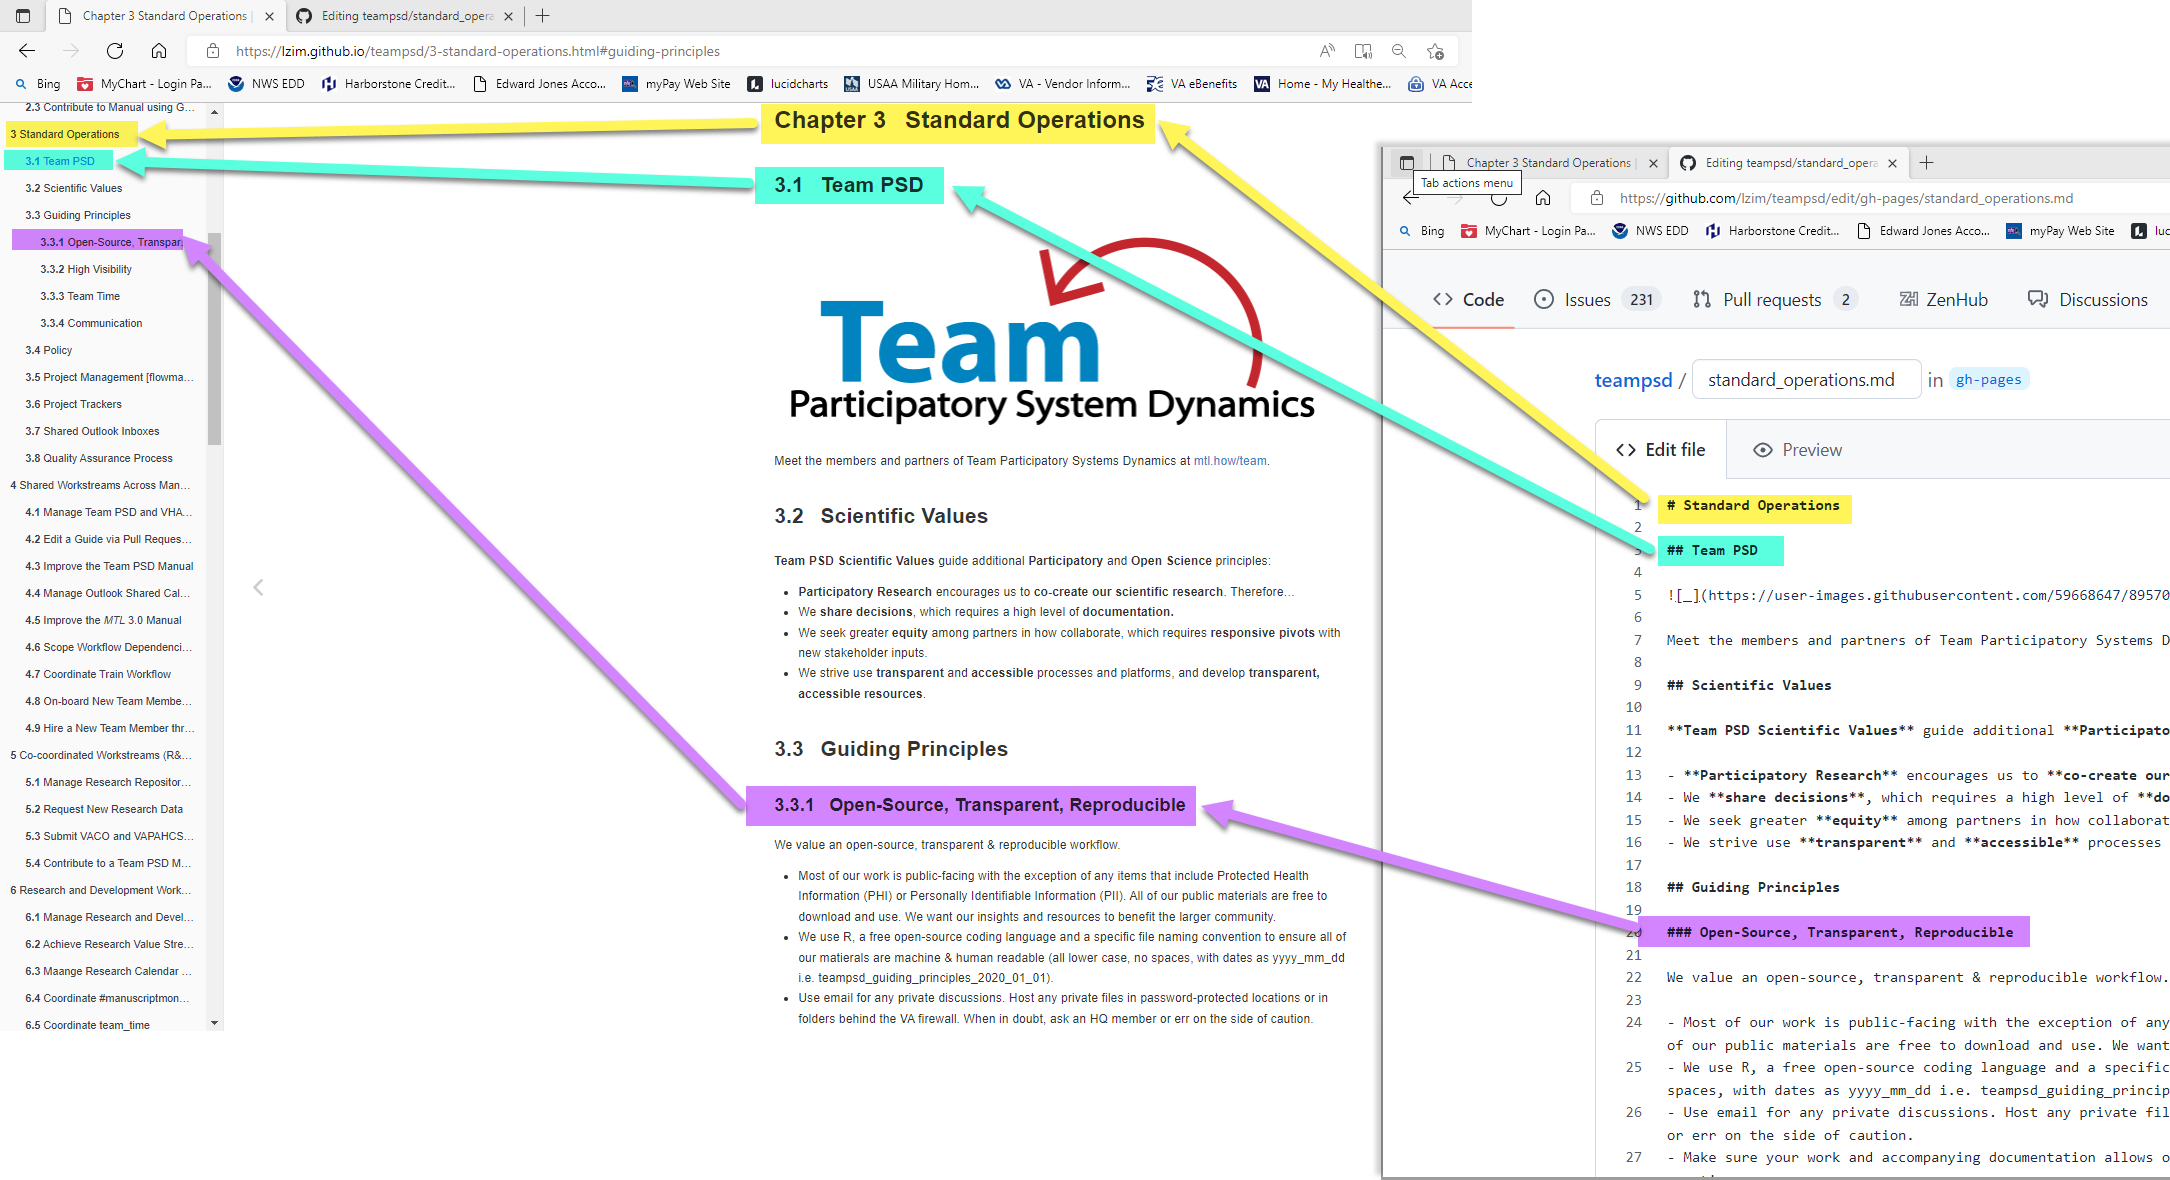 Chapter 3 Standard Operations |
Editing teampsd/standard_opera
https://lzim.github.io/teampsd/3-standard-operations.html#guiding-principles
Bing
MyChart - Login Pa...
NWS EDD
Harborstone Credit...
Edward Jones Acco...
myPay Web Site
lucidcharts
USAA Military Hom...
VA - Vendor Inform...
VA eBenefits
Home - My Healthe...
VA Acce
2.3 Contribute to Manual using G...
3 Standard Operations
3.1 Team PSD
3.2 Scientific Values
3.3 Guiding Principles
3.3.1 Open-Source, Transpar...
3.3.2 High Visibility
3.3.3 Team Time
3.3.4 Communication
3.4 Policy
3.5 Project Management [flowma...
3.6 Project Trackers
3.7 Shared Outlook Inboxes
3.8 Quality Assurance Process
4 Shared Workstreams Across Man...
4.1 Manage Team PSD and VHA...
4.2 Edit a Guide via Pull Reques...
4.3 Improve the Team PSD Manual
4.4 Manage Outlook Shared Cal...
4.5 Improve the MTL 3.0 Manual
4.6 Scope Workflow Dependenci...
4.7 Coordinate Train Workflow
4.8 On-board New Team Membe...
4.9 Hire a New Team Member thr...
5 Co-coordinated Workstreams (R&...
5.1 Manage Research Repositor...
5.2 Request New Research Data
5.3 Submit VACO and VAPAHCS...
5.4 Contribute to a Team PSD M...
6 Research and Development Work...
6.1 Manage Research and Devel...
6.2 Achieve Research Value Stre...
6.3 Maange Research Calendar ...
6.4 Coordinate #manuscriptmon...
6.5 Coordinate team_time
Chapter 3 Standard Operations
3.1 Team PSD
Team
Participatory System Dynamics
Meet the members and partners of Team Participatory Systems Dynamics at mtl.how/team.
3.2 Scientific Values
Team PSD Scientific Values guide additional Participatory and Open Science principles:
• Participatory Research encourages us to co-create our scientific research. Therefore…
• We share decisions, which requires a high level of documentation.
• We seek greater equity among partners in how collaborate, which requires responsive pivots with
new stakeholder inputs.
• We strive use transparent and accessible processes and platforms, and develop transparent,
accessible resources.
3.3 Guiding Principles
3.3.1 Open-Source, Transparent, Reproducible
We value an open-source, transparent & reproducible workflow.
• Most of our work is public-facing with the exception of any items that include Protected Health
Information (PHI) or Personally Identifiable Information (PII). All of our public materials are free to
download and use. We want our insights and resources to benefit the larger community.
• We use R, a free open-source coding language and a specific file naming convention to ensure all of
our matierals are machine & human readable (all lower case, no spaces, with dates as yyyy_mm_dd
i.e. teampsd_guiding_principles_2020_01_01).
• Use email for any private discussions. Host any private files in password-protected locations or in
folders behind the VA firewall. When in doubt, ask an HQ member or err on the side of caution.
Chapter 3 Standard Operations |
Editing teampsd/standard_opera
Tab actions menu
https://github.com/lzim/teampsd/edit/gh-pages/standard_operations.md
Bing
MyChart - Login Pa...
NWS EDD
Harborstone Credit...
Edward Jones Acco...
myPay Web Site
luc
Code
Issues 231
Pull requests 2
ZenHub
Discussions
teampsd / standard_operations.md in gh-pages
Edit file
Preview
1 # Standard Operations
2
3 ## Team PSD
4
5 ![_](https://user-images.githubusercontent.com/59668647/89570
6
7 Meet the members and partners of Team Participatory Systems D
8
9 ## Scientific Values
10
11 **Team PSD Scientific Values** guide additional **Participato
12
13 - **Participatory Research** encourages us to **co-create our
14 - We **share decisions**, which requires a high level of **do
15 - We seek greater **equity** among partners in how collaborat
16 - We strive use **transparent** and **accessible** processes
17
18 ## Guiding Principles
19
20 ### Open-Source, Transparent, Reproducible
21
22 We value an open-source, transparent & reproducible workflow.
23
24 - Most of our work is public-facing with the exception of any
of our public materials are free to download and use. We want
25 - We use R, a free open-source coding language and a specific
spaces, with dates as yyyy_mm_dd i.e. teampsd_guiding_princip
26 - Use email for any private discussions. Host any private fil
or err on the side of caution.
27 - Make sure your work and accompanying documentation allows o